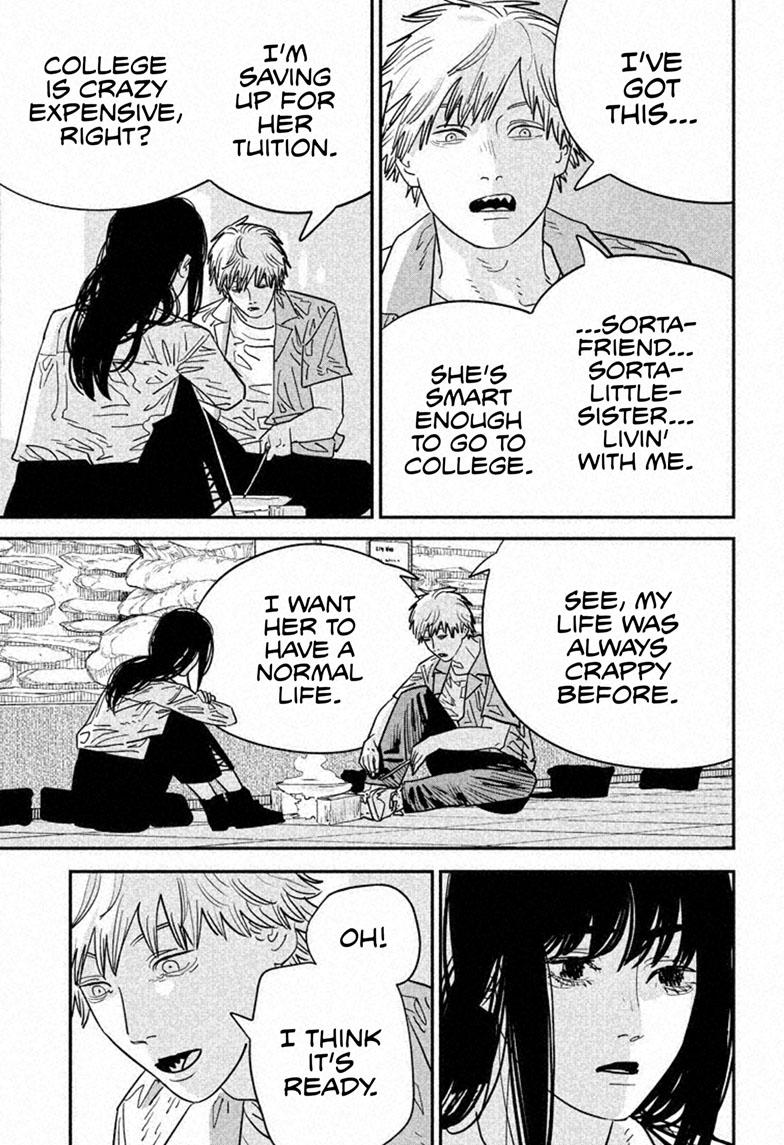 I'VE
GOT
THIS...
...SORTA-
FRIEND...
SORTA-
LITTLE-
SISTER...
LIVIN'
WITH ME.
SHE'S
SMART
ENOUGH
TO GO TO
COLLEGE.
I'M
SAVING
UP FOR
HER
TUITION.
COLLEGE
IS CRAZY
EXPENSIVE,
RIGHT?
SEE, MY
LIFE WAS
ALWAYS
CRAPPY
BEFORE.
I WANT
HER TO
HAVE A
NORMAL
LIFE.
OH!
I THINK
IT'S
READY.